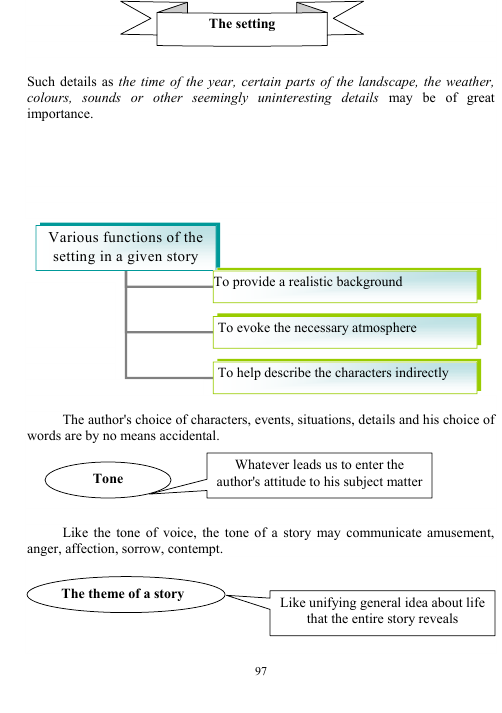 The setting
Such details as the time of the year, certain parts of the landscape, the weather,
colours, sounds or other seemingly uninteresting details may be of great
importance.
Various functions of the
setting in a given story
To provide a realistic background
To evoke the necessary atmosphere
To help describe the characters indirectly
The author's choice of characters, events, situations, details and his choice of
words are by no means accidental.
Tone
Whatever leads us to enter the
author's attitude to his subject matter
Like the tone of voice, the tone of a story may communicate amusement,
anger, affection, sorrow, contempt.
The theme of a story
Like unifying general idea about life
that the entire story reveals
97